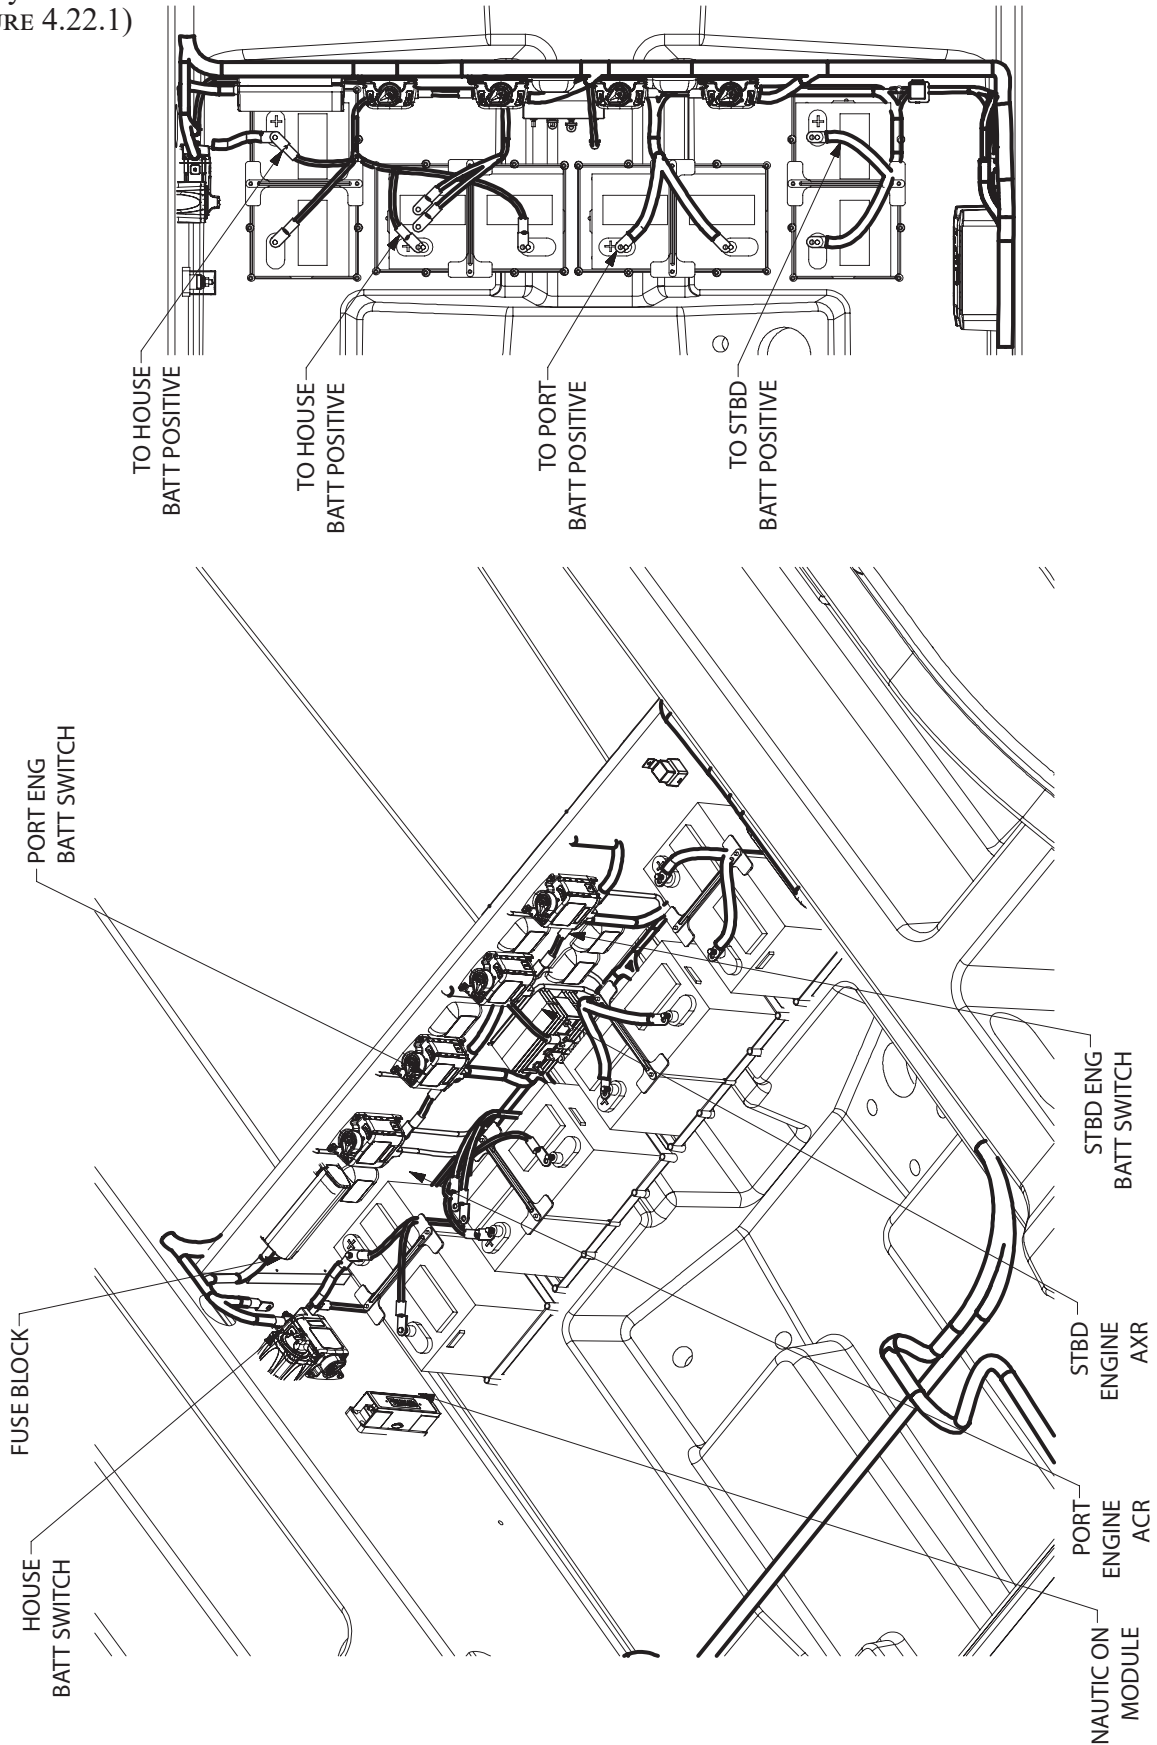 URE 4.22.1)
TO HOUSE
BATT POSITIVE
TO HOUSE
BATT POSITIVE
TO PORT
BATT POSITIVE
TO STBD
BATT POSITIVE
HOUSE
BATT SWITCH
FUSE BLOCK
PORT ENG
BATT SWITCH
NAUTIC ON
MODULE
PORT
ENGINE
ACR
STBD
ENGINE
AXR
STBD ENG
BATT SWITCH